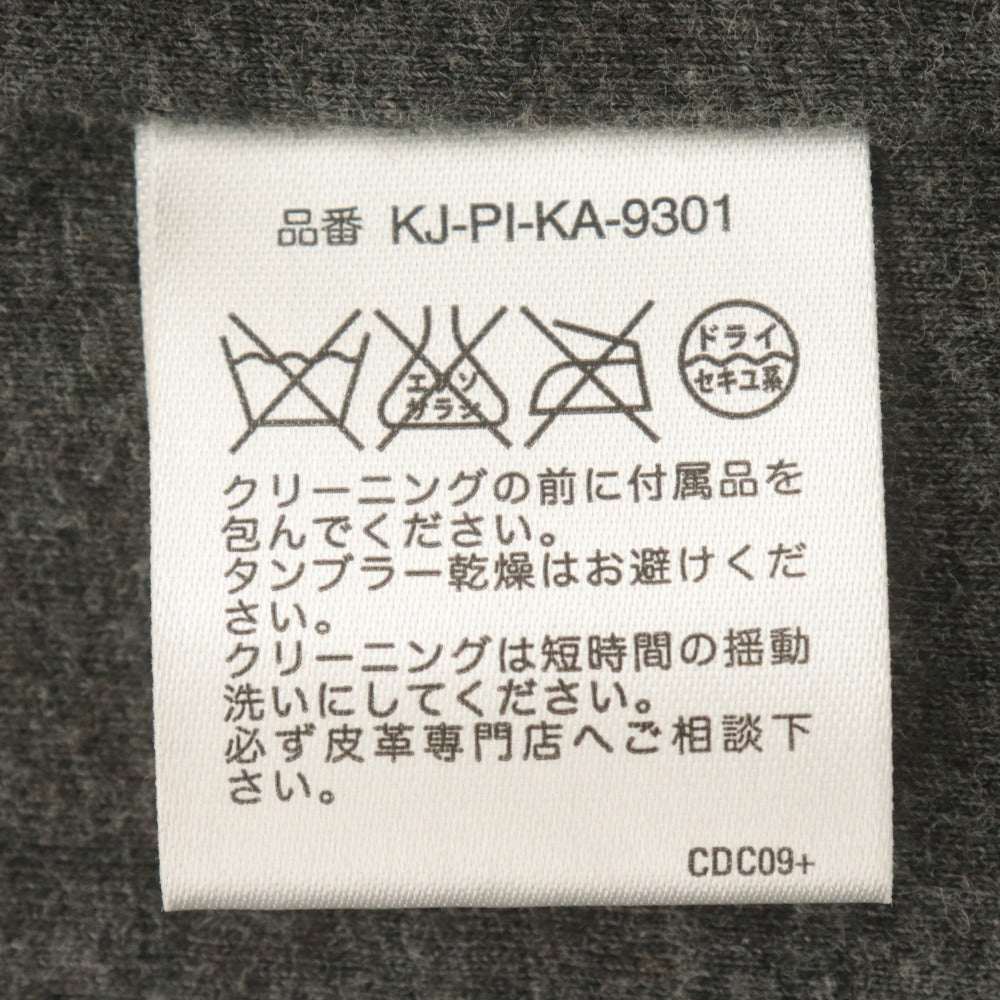 品番 KJ-PI-KA-9301
エンソ
サラシ
ドライ
セキユ系
クリーニングの前に付属品を
包んでください。
タンブラー乾燥はお避けくだ
さい。
クリーニングは短時間の揺動
洗いにしてください。
必ず皮革専門店へご相談下
さい。
CDC09+